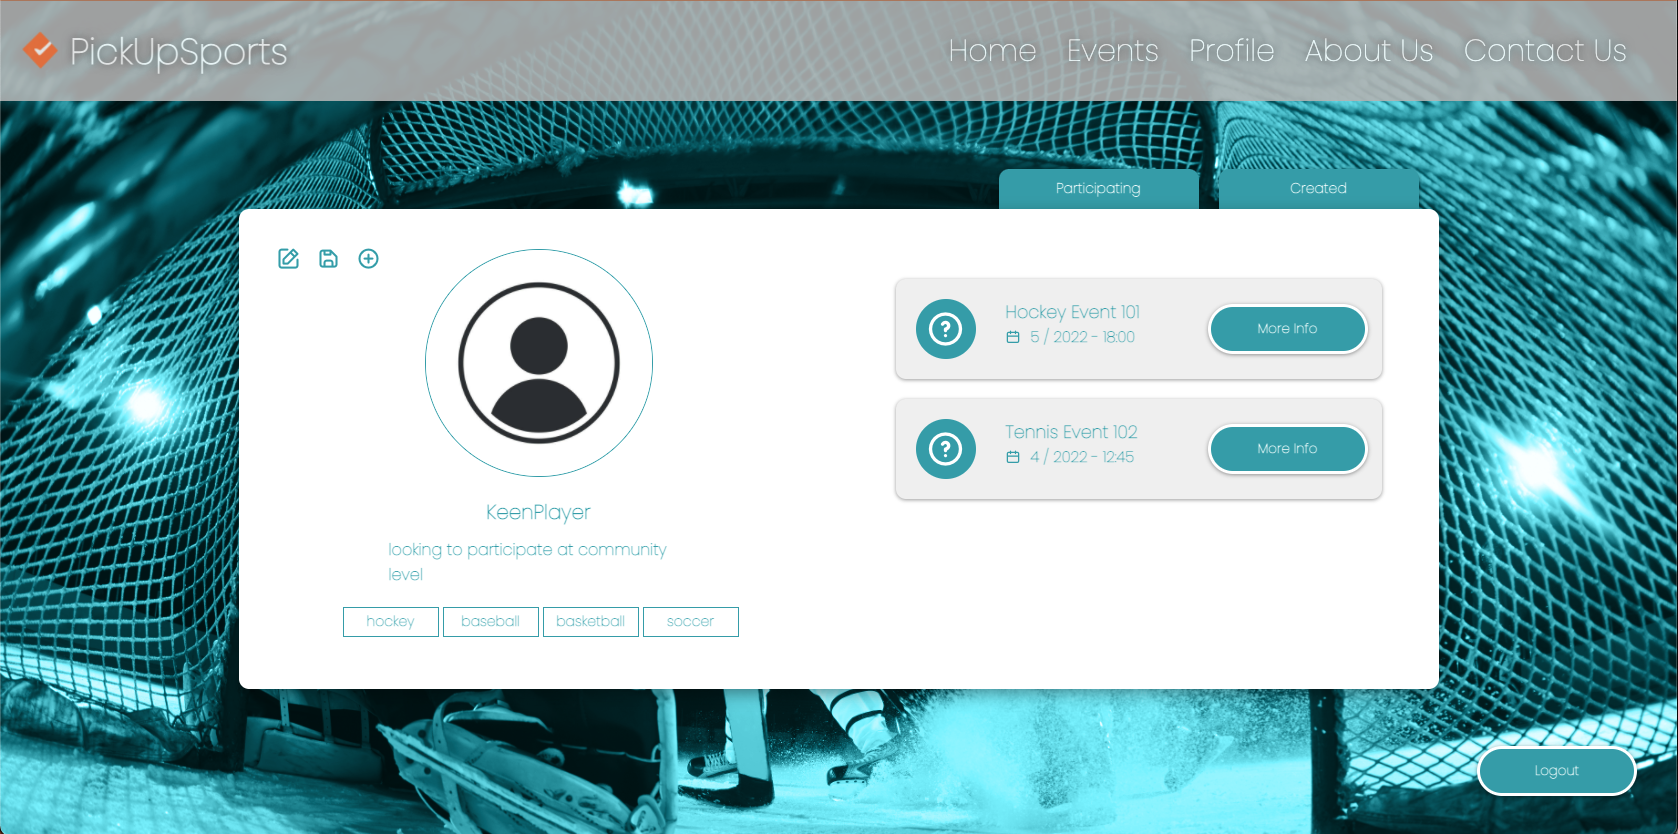 PickUpSports
Home Events Profile About Us Contact Us
Participating
Created
KeenPlayer
looking to participate at community
level
hockey baseball basketball soccer
Hockey Event 101
5 / 2022 - 18:00
More Info
Tennis Event 102
4 / 2022 - 12:45
More Info
Logout